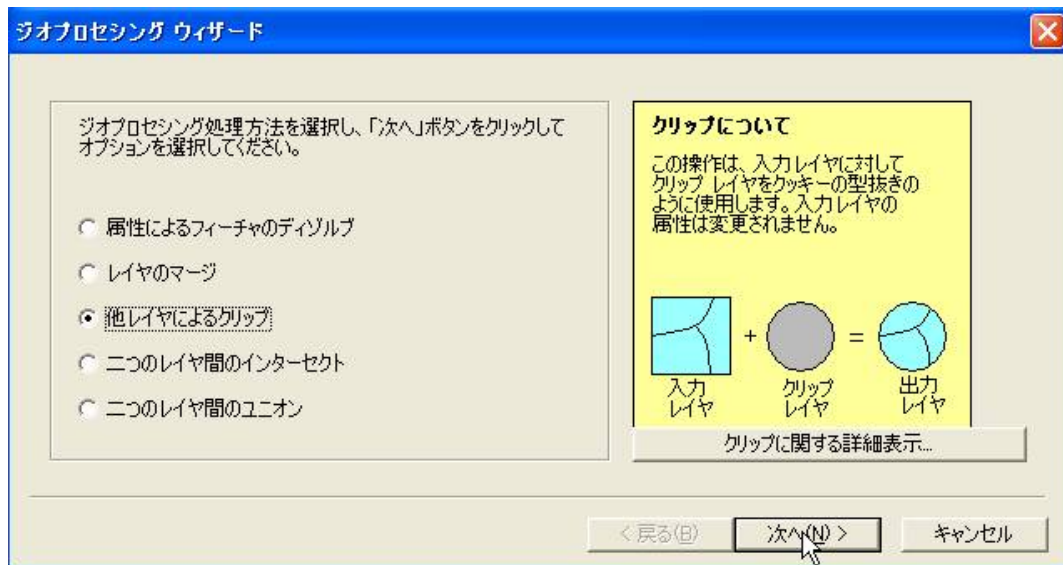 ジオプロセシング ウィザード
ジオプロセシング処理方法を選択し、「次へ」ボタンをクリックして
オプションを選択してください。
属性によるフィーチャのディゾルブ
レイヤのマージ
他レイヤによるクリップ
二つのレイヤ間のインターセクト
二つのレイヤ間のユニオン
クリップについて
この操作は、入力レイヤに対して
クリップ レイヤをクッキーの型抜きの
ように使用します。入力レイヤの
属性は変更されません。
+ =
入力 クリップ 出力
レイヤ レイヤ レイヤ
クリップに関する詳細表示...
< 戻る(B) 次へ(N) > キャンセル